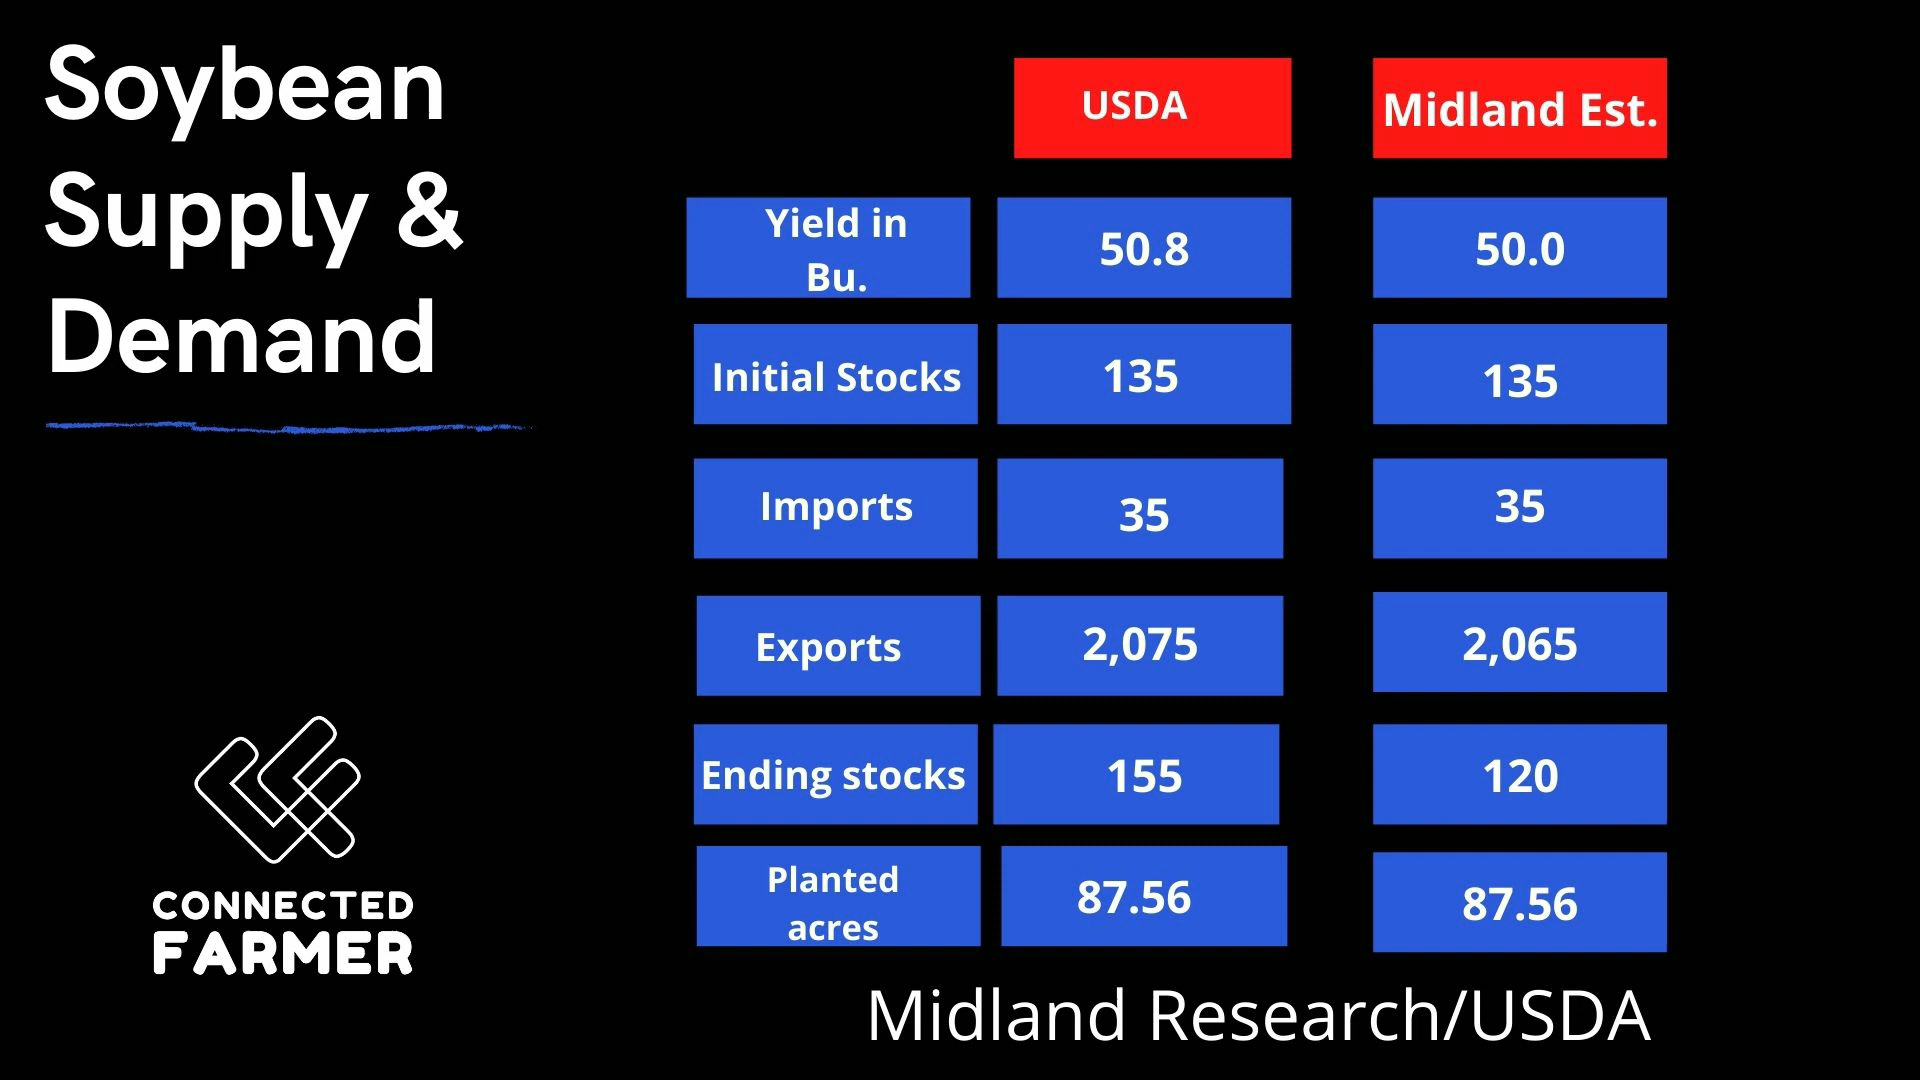 Soybean
Supply &
Demand
USDA
Midland Est.
Yield in
Bu.
50.8
50.0
Initial Stocks
135
135
Imports
35
35
Exports
2,075
2,065
Ending stocks
155
120
Planted
acres
87.56
87.56
CONNECTED
FARMER
Midland Research/USDA